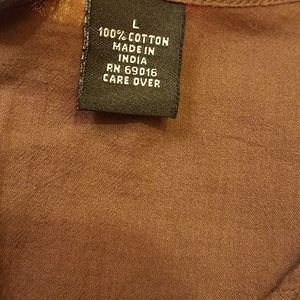 L
100% COTTON
MADE IN
INDIA
RN 69016
CARE OVER